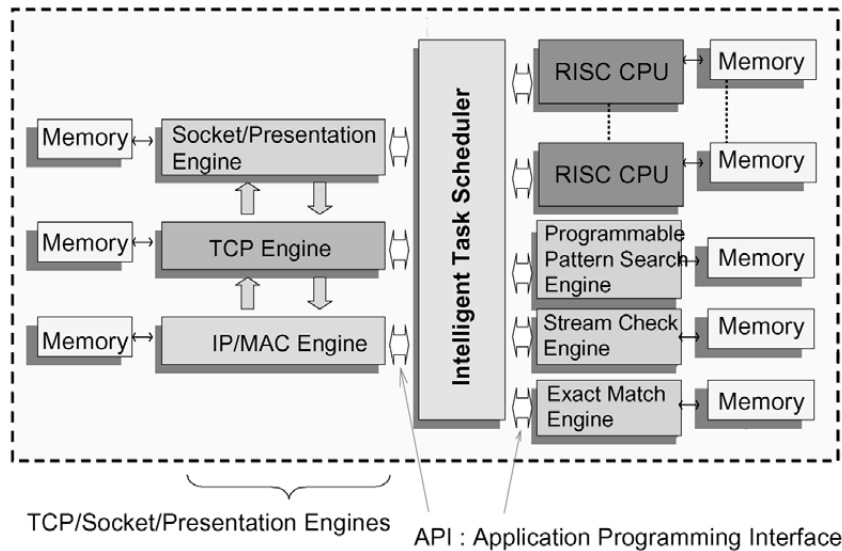 Memory
Socket/Presentation
Engine
Memory
TCP Engine
Memory
IP/MAC Engine
Intelligent Task Scheduler
RISC CPU
Memory
RISC CPU
Memory
Programmable
Pattern Search
Engine
Memory
Stream Check
Engine
Memory
Exact Match
Engine
Memory
TCP/Socket/Presentation Engines
API : Application Programming Interface